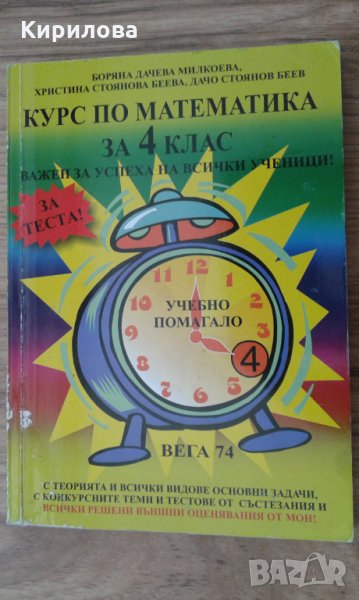 Кирилова
БОРЯНА ДАЧЕВА МИЛКОЕВА,
ХРИСТИНА СТОЯНОВА БЕЕВА, ДАЧО СТОЯНОВ БЕЕВ
КУРС ПО МАТЕМАТИКА
ЗА 4 КЛАС
ВАЖЕН ЗА УСПЕХА НА ВСИЧКИ УЧЕНИЦИ!
ЗА
ТЕСТА!
12
11
1
10
2
УЧЕБНО
ПОМАГАЛО
9
3
8
4
7
5
6
ВЕГА 74
С ТЕОРИЯТА И ВСИЧКИ ВИДОВЕ ОСНОВНИ ЗАДАЧИ,
С КОНКУРСНИТЕ ТЕМИ И ТЕСТОВЕ ОТ СЪСТЕЗАНИЯ И
ВСИЧКИ РЕШЕНИ ВЪНШНИ ОЦЕНЯВАНИЯ ОТ МОН!
BAZAR